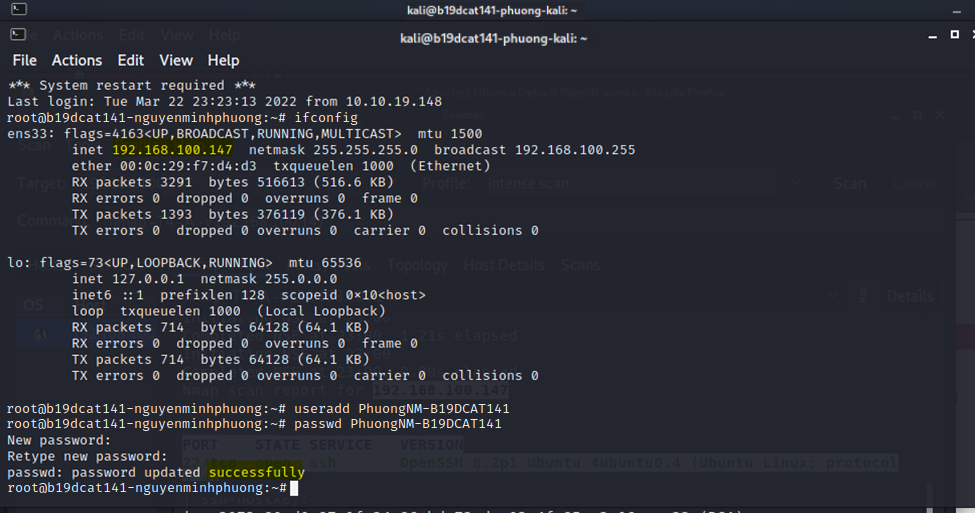 kali@b19dcat141-phuong-kali: ~
kali@b19dcat141-phuong-kali: ~
File Actions Edit View Help
*** System restart required ***
Last login: Tue Mar 22 23:23:13 2022 from 10.10.19.148
root@b19dcat141-nguyenminhphuong:~# ifconfig
ens33: flags=4163<UP,BROADCAST,RUNNING,MULTICAST> mtu 1500
inet 192.168.100.147 netmask 255.255.255.0 broadcast 192.168.100.255
ether 00:0c:29:f7:d4:d3 txqueuelen 1000 (Ethernet)
RX packets 3291 bytes 516613 (516.6 KB)
RX errors 0 dropped 0 overruns 0 frame 0
TX packets 1393 bytes 376119 (376.1 KB)
TX errors 0 dropped 0 overruns 0 carrier 0 collisions 0
lo: flags=73<UP,LOOPBACK,RUNNING> mtu 65536
inet 127.0.0.1 netmask 255.0.0.0
inet6 ::1 prefixlen 128 scopeid 0×10<host>
loop txqueuelen 1000 (Local Loopback)
RX packets 714 bytes 64128 (64.1 KB)
RX errors 0 dropped 0 overruns 0 frame 0
TX packets 714 bytes 64128 (64.1 KB)
TX errors 0 dropped 0 overruns 0 carrier 0 collisions 0
root@b19dcat141-nguyenminhphuong:~# useradd PhuongNM-B19DCAT141
root@b19dcat141-nguyenminhphuong:~# passwd PhuongNM-B19DCAT141
New password:
Retype new password:
passwd: password updated successfully
root@b19dcat141-nguyenminhphuong:~#